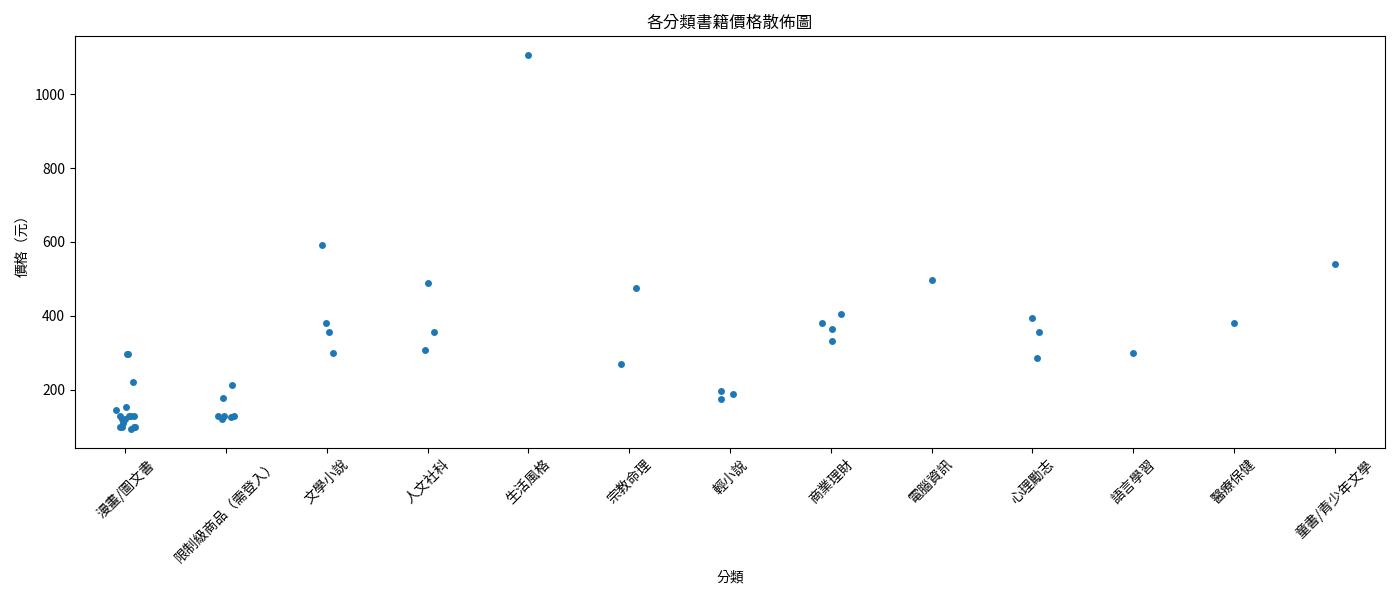 各分類書籍價格散佈圖
價格（元）
1000
800
600
400
200
漫畫/圖文書
限制級商品（需登入）
文學小說
人文社科
生活風格
宗教命理
輕小說
商業理財
電腦資訊
心理勵志
語言學習
醫療保健
童書/青少年文學
分類